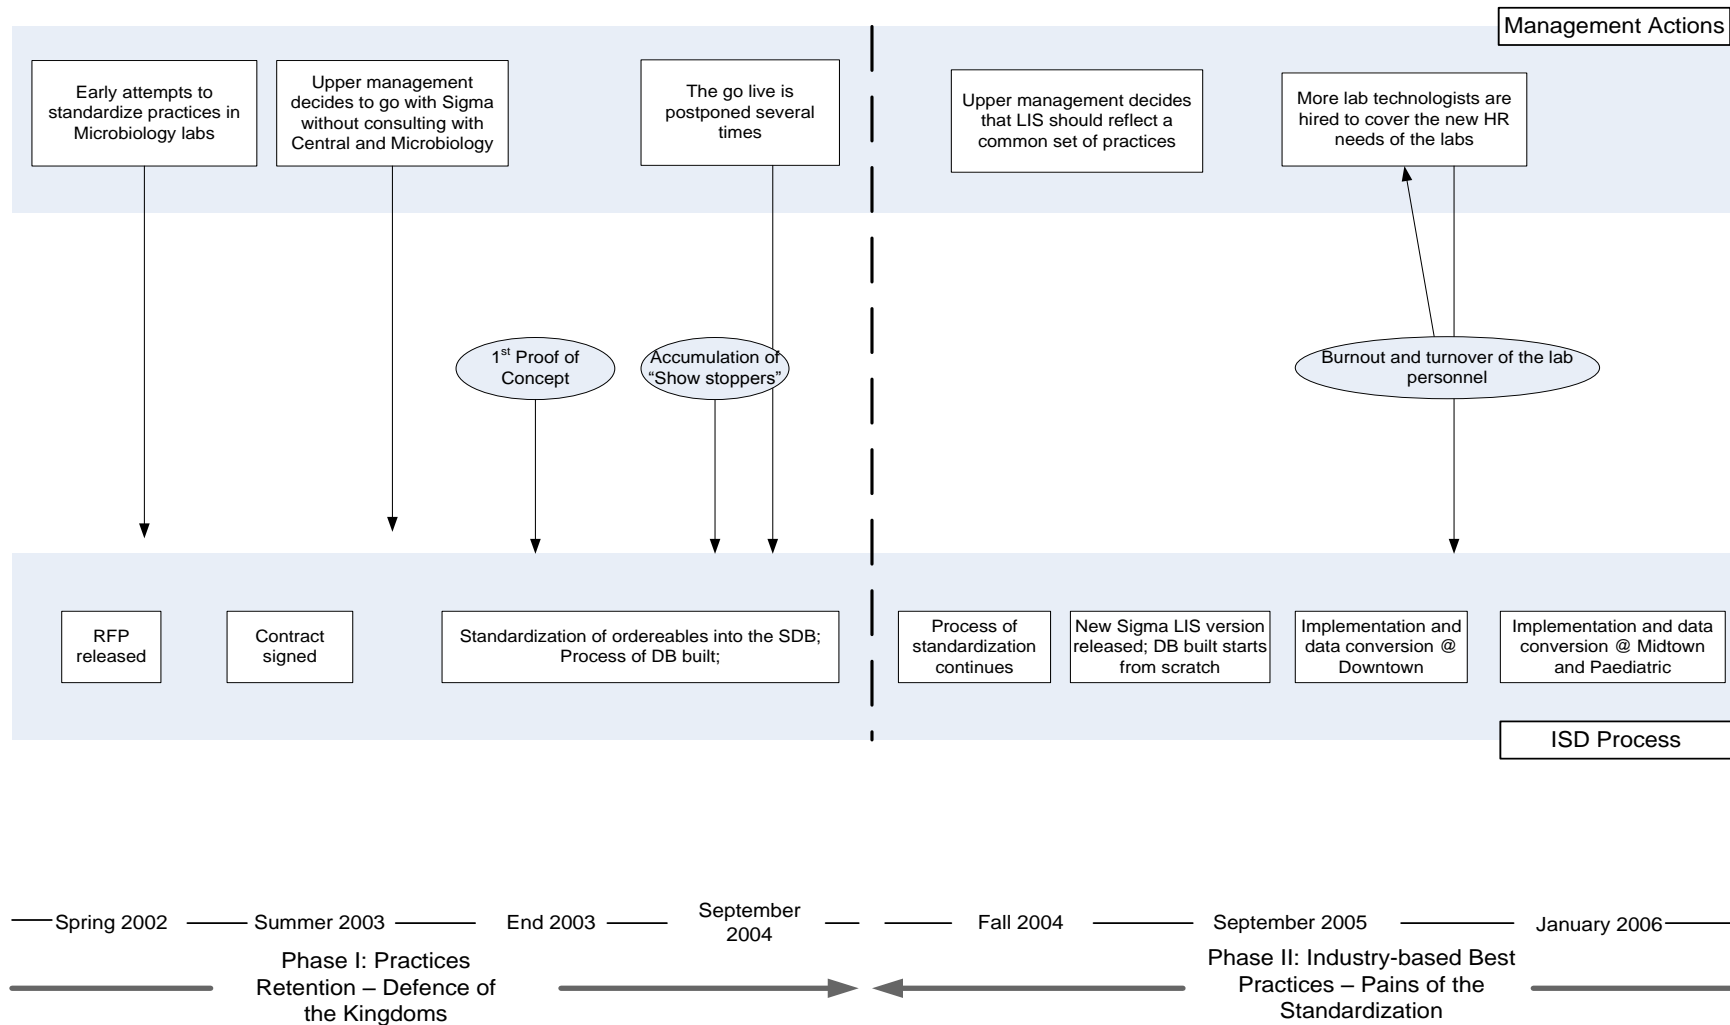 Management Actions
Early attempts to
standardize practices in
Microbiology labs
Upper management
decides to go with Sigma
without consulting with
Central and Microbiology
The go live is
postponed several
times
Upper management decides
that LIS should reflect a
common set of practices
More lab technologists are
hired to cover the new HR
needs of the labs
1st Proof of
Concept
Accumulation of
“Show stoppers”
Burnout and turnover of the lab
personnel
RFP
released
Contract
signed
Standardization of ordereables into the SDB;
Process of DB built;
Process of
standardization
continues
New Sigma LIS version
released; DB built starts
from scratch
Implementation and
data conversion @
Downtown
Implementation and data
conversion @ Midtown
and Paediatric
ISD Process
Spring 2002
Summer 2003
End 2003
September
2004
Fall 2004
September 2005
January 2006
Phase I: Practices
Retention – Defence of
the Kingdoms
Phase II: Industry-based Best
Practices – Pains of the
Standardization